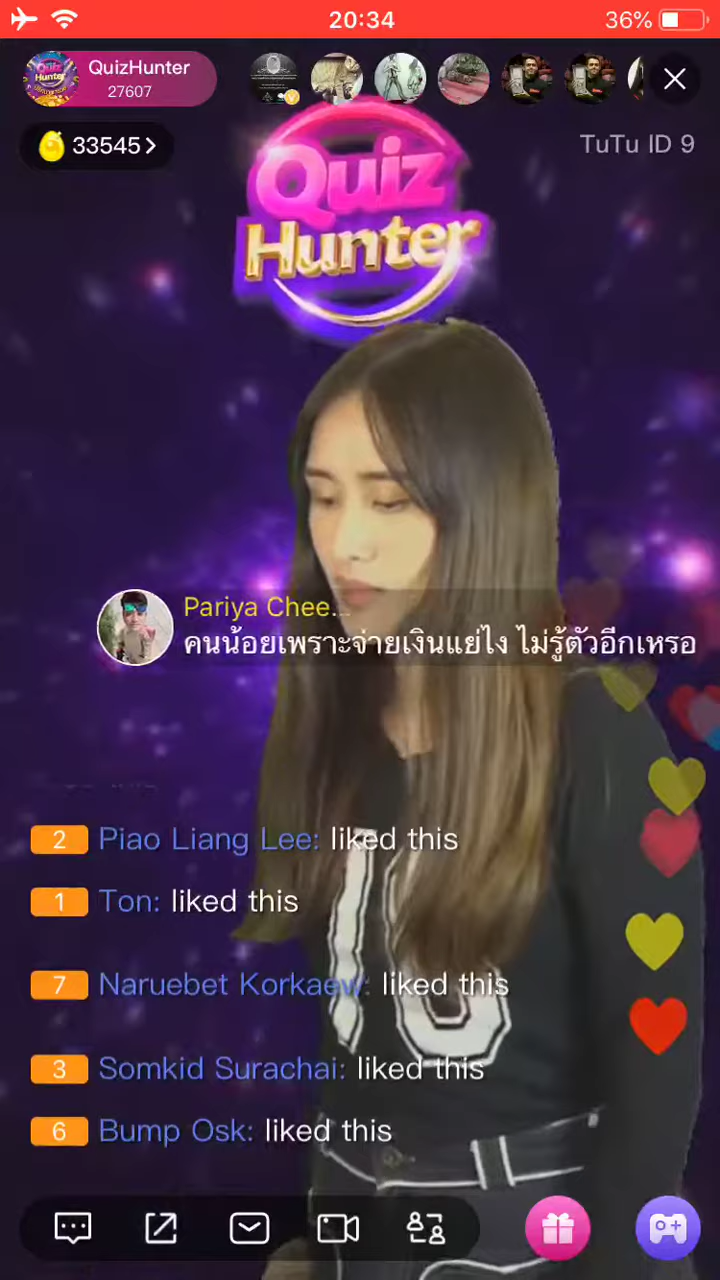 20:34
36%
QuizHunter
27607
33545
TuTu ID 9
Quiz
Hunter
Pariya Chee...
คนน้อยเพราะจ่ายเงินแย่ไง ไม่รู้ตัวอีกเหรอ
2 Piao Liang Lee: liked this
1 Ton: liked this
7 Naruebet Korkaew: liked this
3 Somkid Surachai: liked this
6 Bump Osk: liked this